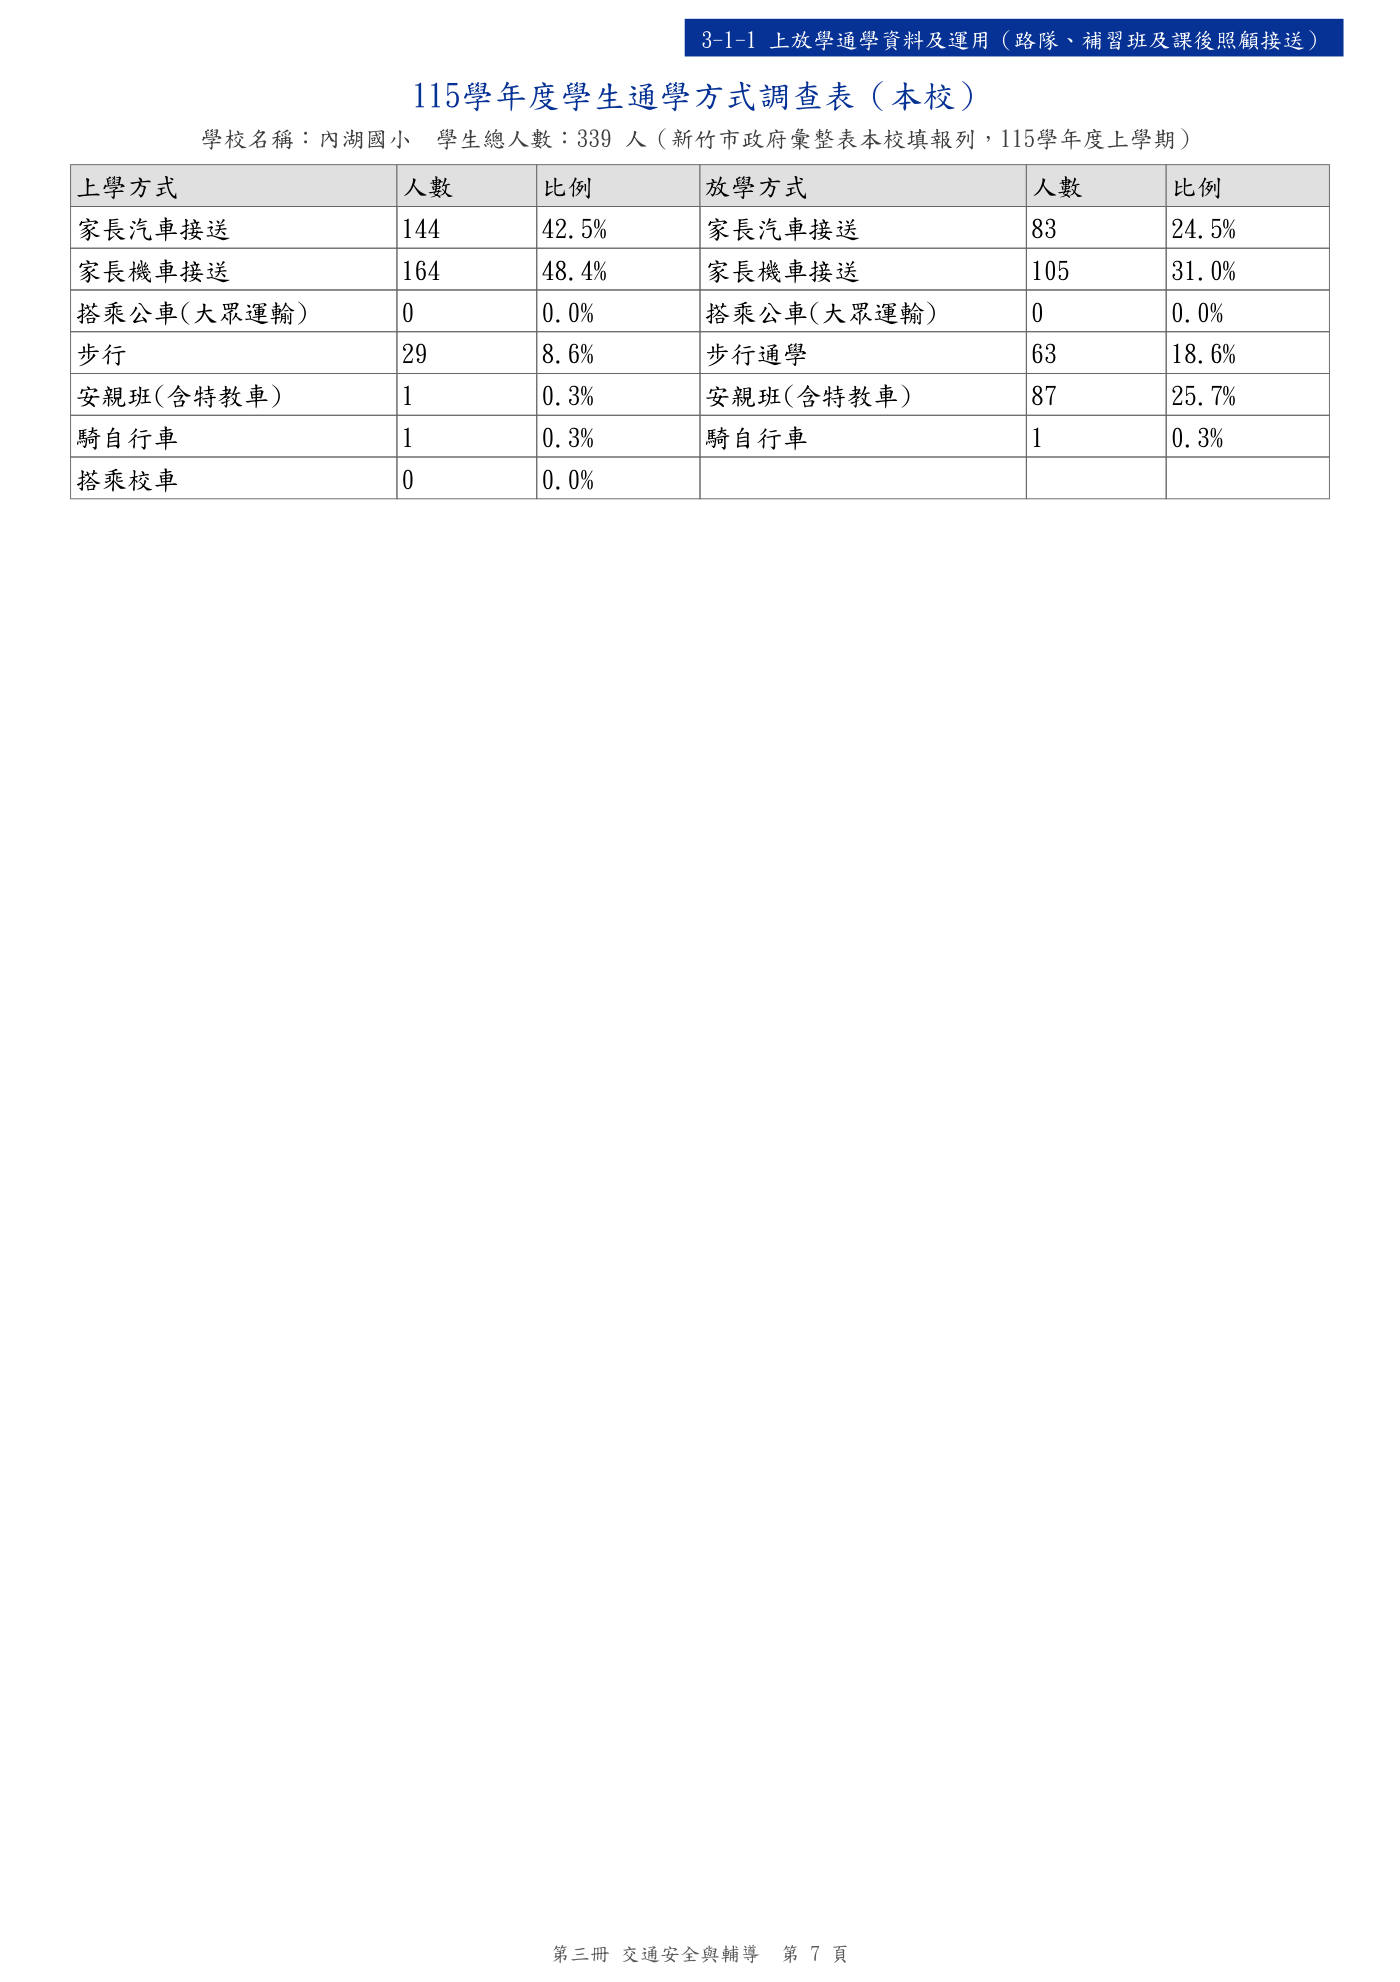 3-1-1 上放學通學資料及運用（路隊、補習班及課後照顧接送）
115學年度學生通學方式調查表（本校）
學校名稱：內湖國小　學生總人數：339 人（新竹市政府彙整表本校填報列，115學年度上學期）
上學方式 人數 比例 放學方式 人數 比例
家長汽車接送 144 42.5% 家長汽車接送 83 24.5%
家長機車接送 164 48.4% 家長機車接送 105 31.0%
搭乘公車(大眾運輸) 0 0.0% 搭乘公車(大眾運輸) 0 0.0%
步行 29 8.6% 步行通學 63 18.6%
安親班(含特教車) 1 0.3% 安親班(含特教車) 87 25.7%
騎自行車 1 0.3% 騎自行車 1 0.3%
搭乘校車 0 0.0%
第三冊 交通安全與輔導　第 7 頁